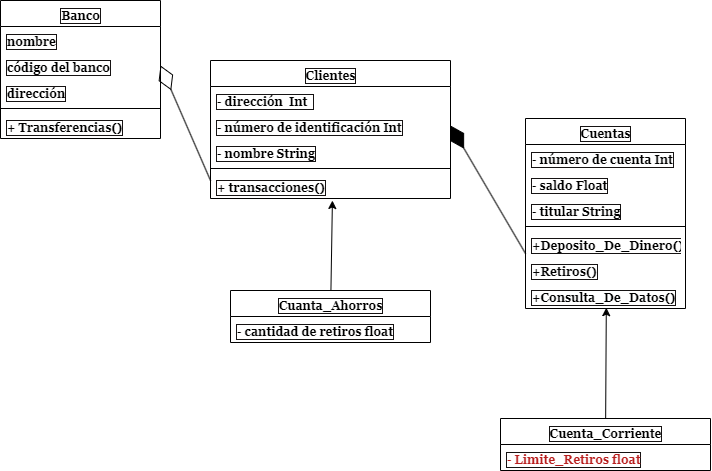 Banco
nombre
código del banco
dirección
+ Transferencias()
Clientes
- dirección Int
- número de identificación Int
- nombre String
+ transacciones()
Cuentas
- número de cuenta Int
- saldo Float
- titular String
+Deposito_De_Dinero()
+Retiros()
+Consulta_De_Datos()
Cuanta_Ahorros
- cantidad de retiros float
Cuenta_Corriente
- Limite_Retiros float